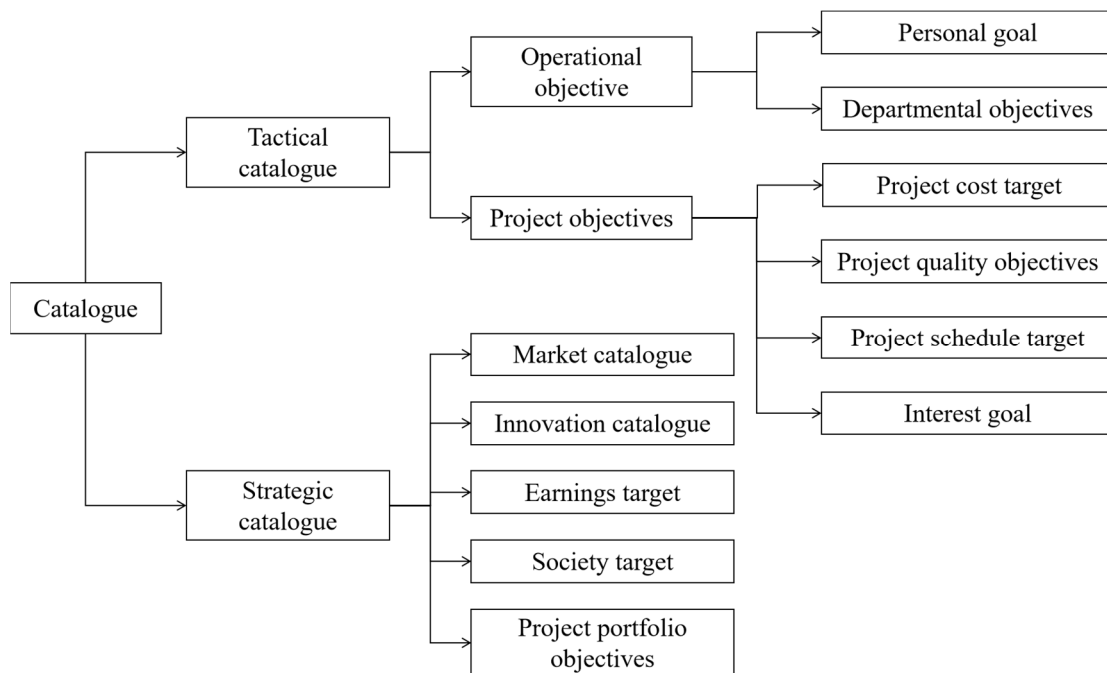 Catalogue
Tactical
catalogue
Strategic
catalogue
Operational
objective
Project objectives
Market catalogue
Innovation catalogue
Earnings target
Society target
Project portfolio
objectives
Personal goal
Departmental objectives
Project cost target
Project quality objectives
Project schedule target
Interest goal